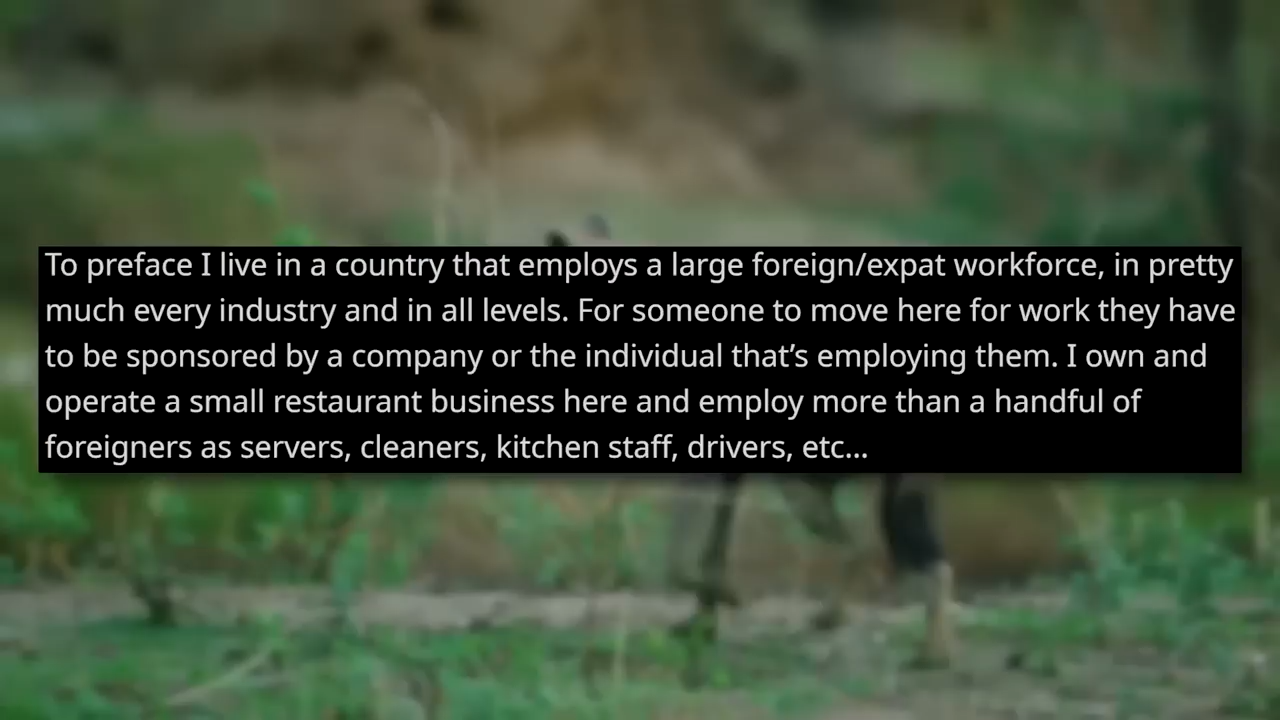 To preface I live in a country that employs a large foreign/expat workforce, in pretty
much every industry and in all levels. For someone to move here for work they have
to be sponsored by a company or the individual that’s employing them. I own and
operate a small restaurant business here and employ more than a handful of
foreigners as servers, cleaners, kitchen staff, drivers, etc...